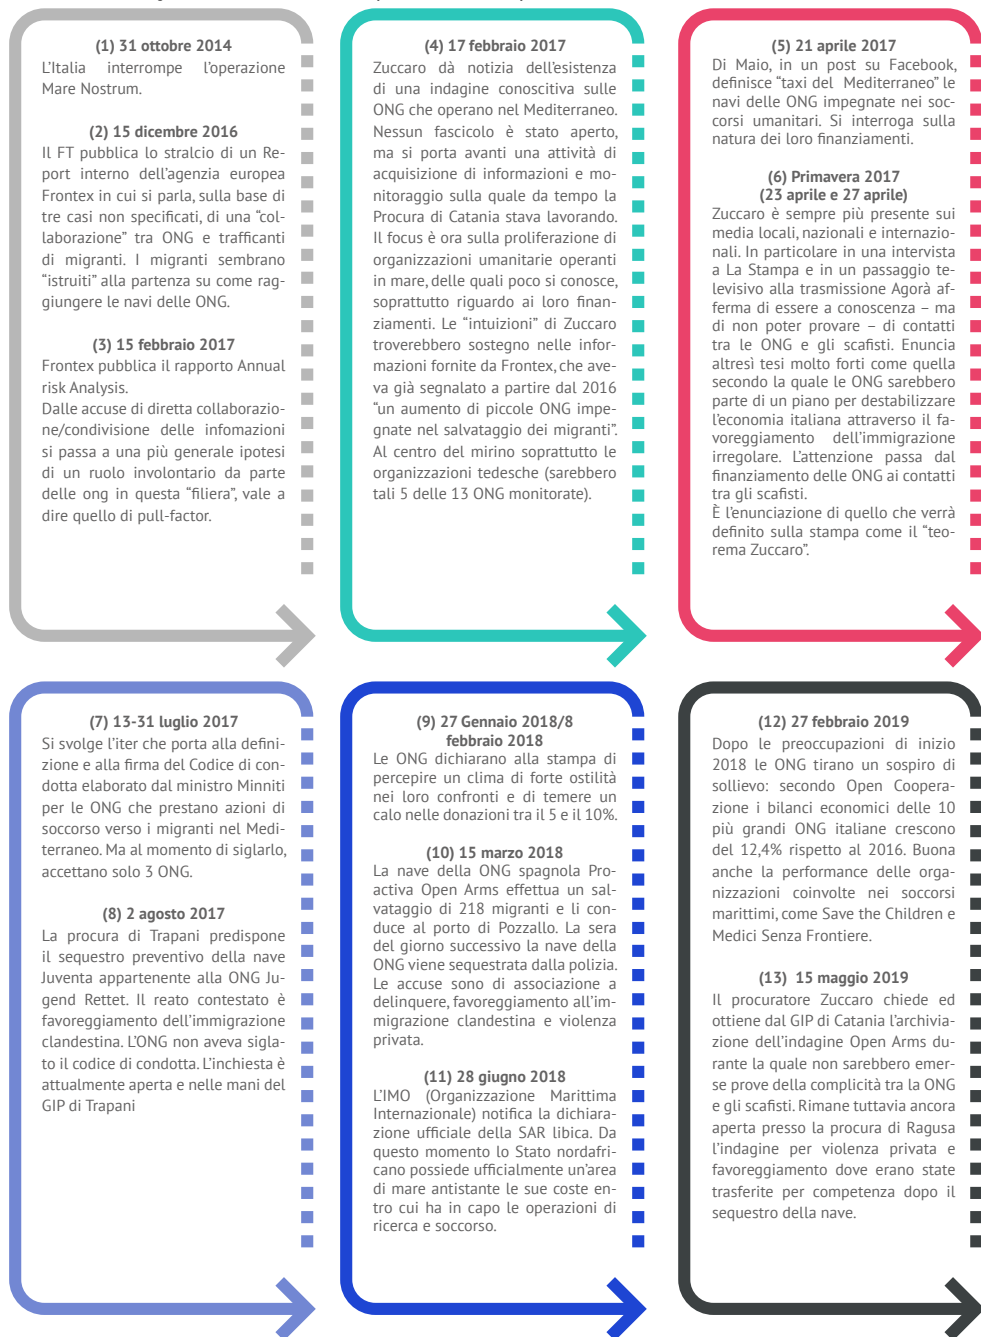 (1) 31 ottobre 2014
L'Italia interrompe l'operazione
Mare Nostrum.
(2) 15 dicembre 2016
Il FT pubblica lo stralcio di un Re-
port interno dell'agenzia europea
Frontex in cui si parla, sulla base di
tre casi non specificati, di una "col-
laborazione" tra ONG e trafficanti
di migranti. I migranti sembrano
"istruiti" alla partenza su come rag-
giungere le navi delle ONG.
(3) 15 febbraio 2017
Frontex pubblica il rapporto Annual
risk Analysis.
Dalle accuse di diretta collaborazio-
ne/condivisione delle infomazioni
si passa a una più generale ipotesi
di un ruolo involontario da parte
delle ong in questa "filiera", vale a
dire quello di pull-factor.
(4) 17 febbraio 2017
Zuccaro dà notizia dell'esistenza
di una indagine conoscitiva sulle
ONG che operano nel Mediterraneo.
Nessun fascicolo è stato aperto,
ma si porta avanti una attività di
acquisizione di informazioni e mo-
nitoraggio sulla quale da tempo la
Procura di Catania stava lavorando.
Il focus è ora sulla proliferazione di
organizzazioni umanitarie operanti
in mare, delle quali poco si conosce,
soprattutto riguardo ai loro finan-
ziamenti. Le "intuizioni" di Zuccaro
troverebbero sostegno nelle infor-
mazioni fornite da Frontex, che ave-
va già segnalato a partire dal 2016
"un aumento di piccole ONG impe-
gnate nel salvataggio dei migranti".
Al centro del mirino soprattutto le
organizzazioni tedesche (sarebbero
tali 5 delle 13 ONG monitorate).
(5) 21 aprile 2017
Di Maio, in un post su Facebook,
definisce "taxi del Mediterraneo" le
navi delle ONG impegnate nei soc-
corsi umanitari. Si interroga sulla
natura dei loro finanziamenti.
(6) Primavera 2017
(23 aprile e 27 aprile)
Zuccaro è sempre più presente sui
media locali, nazionali e internazio-
nali. In particolare in una intervista
a La Stampa e in un passaggio te-
levisivo alla trasmissione Agorà af-
ferma di essere a conoscenza – ma
di non poter provare – di contatti
tra le ONG e gli scafisti. Enuncia
altresì tesi molto forti come quella
secondo la quale le ONG sarebbero
parte di un piano per destabilizzare
l'economia italiana attraverso il fa-
voreggiamento dell'immigrazione
irregolare. L'attenzione passa dal
finanziamento delle ONG ai contatti
tra gli scafisti.
È l'enunciazione di quello che verrà
definito sulla stampa come il "teo-
rema Zuccaro".
(7) 13-31 luglio 2017
Si svolge l'iter che porta alla defini-
zione e alla firma del Codice di con-
dotta elaborato dal ministro Minniti
per le ONG che prestano azioni di
soccorso verso i migranti nel Medi-
terraneo. Ma al momento di siglarlo,
accettano solo 3 ONG.
(8) 2 agosto 2017
La procura di Trapani predispone
il sequestro preventivo della nave
Juventa appartenente alla ONG Ju-
gend Rettet. Il reato contestato è
favoreggiamento dell'immigrazione
clandestina. L'ONG non aveva sigla-
to il codice di condotta. L'inchiesta è
attualmente aperta e nelle mani del
GIP di Trapani
(9) 27 Gennaio 2018/8
febbraio 2018
Le ONG dichiarano alla stampa di
percepire un clima di forte ostilità
nei loro confronti e di temere un
calo nelle donazioni tra il 5 e il 10%.
(10) 15 marzo 2018
La nave della ONG spagnola Pro-
activa Open Arms effettua un sal-
vataggio di 218 migranti e li con-
duce al porto di Pozzallo. La sera
del giorno successivo la nave della
ONG viene sequestrata dalla polizia.
Le accuse sono di associazione a
delinquere, favoreggiamento all'im-
migrazione clandestina e violenza
privata.
(11) 28 giugno 2018
L'IMO (Organizzazione Marittima
Internazionale) notifica la dichiara-
zione ufficiale della SAR libica. Da
questo momento lo Stato nordafri-
cano possiede ufficialmente un'area
di mare antistante le sue coste en-
tro cui ha in capo le operazioni di
ricerca e soccorso.
(12) 27 febbraio 2019
Dopo le preoccupazioni di inizio
2018 le ONG tirano un sospiro di
sollievo: secondo Open Coopera-
zione i bilanci economici delle 10
più grandi ONG italiane crescono
del 12,4% rispetto al 2016. Buona
anche la performance delle orga-
nizzazioni coinvolte nei soccorsi
marittimi, come Save the Children e
Medici Senza Frontiere.
(13) 15 maggio 2019
Il procuratore Zuccaro chiede ed
ottiene dal GIP di Catania l'archivia-
zione dell'indagine Open Arms du-
rante la quale non sarebbero emer-
se prove della complicità tra la ONG
e gli scafisti. Rimane tuttavia ancora
aperta presso la procura di Ragusa
l'indagine per violenza privata e
favoreggiamento dove erano state
trasferite per competenza dopo il
sequestro della nave.